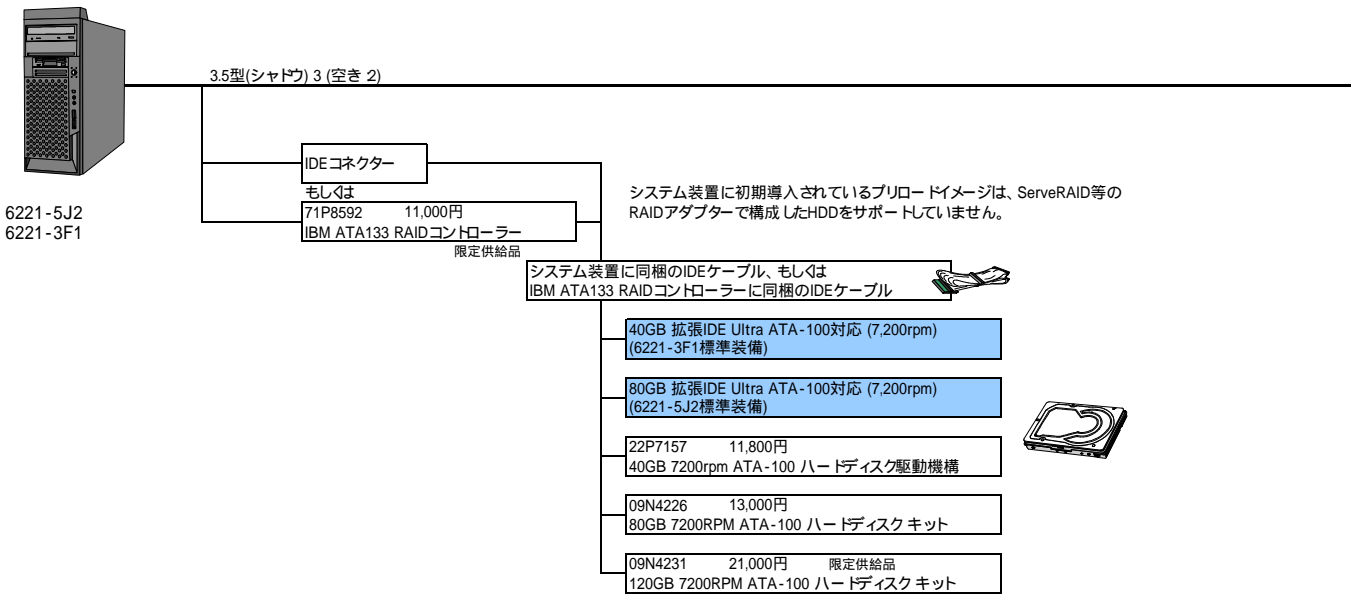 3.5型(シャドウ) 3 (空き 2)
IDEコネクター
もしくは
71P8592 11,000円
IBM ATA133 RAIDコントローラー
限定供給品
システム装置に初期導入されているプリロードイメージは、ServeRAID等の
RAIDアダプターで構成したHDDをサポートしていません。
6221-5J2
6221-3F1
システム装置に同梱のIDEケーブル、もしくは
IBM ATA133 RAIDコントローラーに同梱のIDEケーブル
40GB 拡張IDE Ultra ATA-100対応 (7,200rpm)
(6221-3F1標準装備)
80GB 拡張IDE Ultra ATA-100対応 (7,200rpm)
(6221-5J2標準装備)
22P7157 11,800円
40GB 7200rpm ATA-100 ハードディスク駆動機構
09N4226 13,000円
80GB 7200RPM ATA-100 ハードディスク キット
09N4231 21,000円 限定供給品
120GB 7200RPM ATA-100 ハードディスク キット